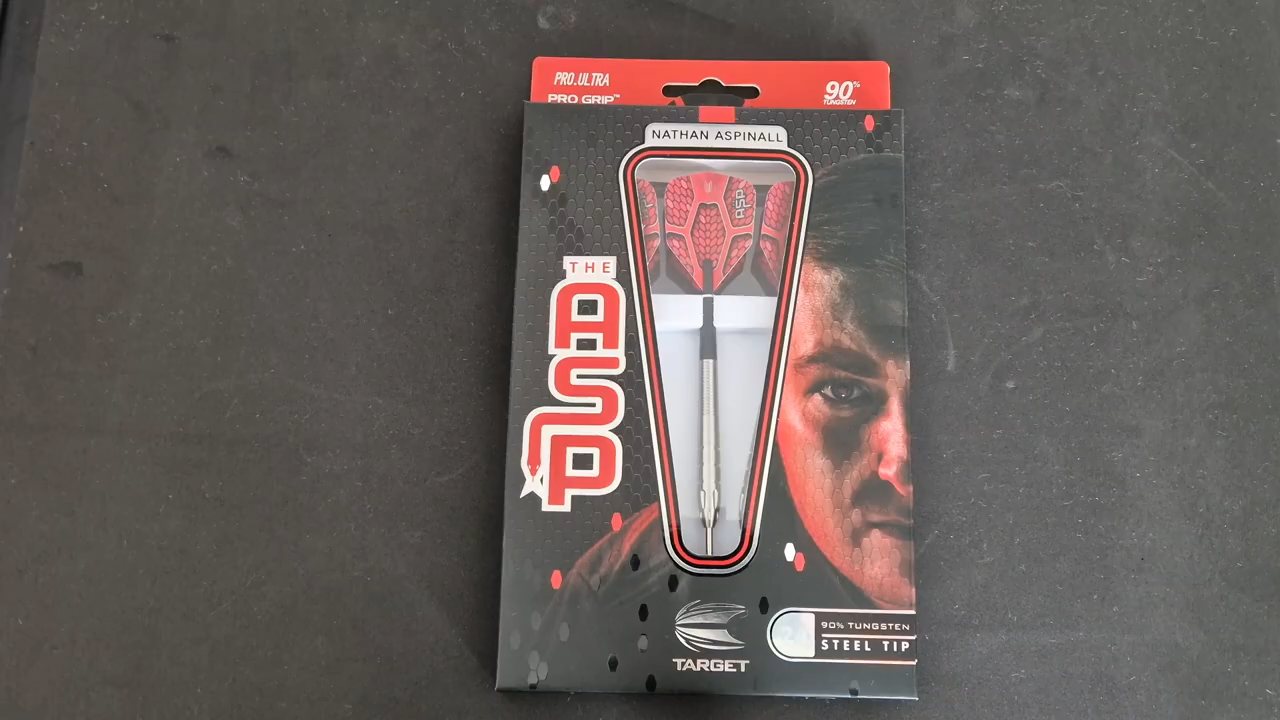 PRO.ULTRA
PRO GRIP™
90%
TUNGSTEN
NATHAN ASPINALL
ASP
THE
ASP
TARGET
90% TUNGSTEN
STEEL TIP